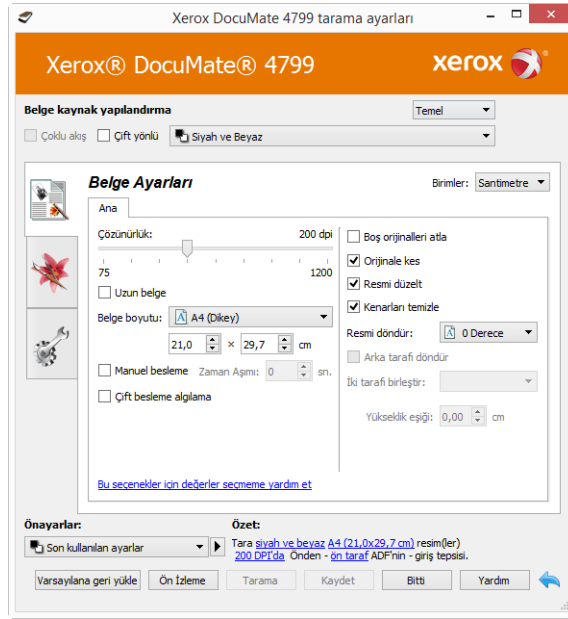 Xerox DocuMate 4799 tarama ayarları
Xerox® DocuMate® 4799
xerox
Belge kaynak yapılandırma
Temel
Çoklu akış
Çift yönlü
Siyah ve Beyaz
Belge Ayarları
Birimler: Santimetre
Ana
Çözünürlük: 200 dpi
75 1200
Uzun belge
Belge boyutu: A4 (Dikey)
21,0 × 29,7 cm
Manuel besleme Zaman Aşımı: 0 sn.
Çift besleme algılama
Boş orijinalleri atla
Orijinale kes
Resmi düzelt
Kenarları temizle
Resmi döndür: 0 Derece
Arka tarafı döndür
İki tarafı birleştir:
Yükseklik eşiği: 0,00 cm
Bu seçenekler için değerler seçmeme yardım et
Önayarlar:
Son kullanılan ayarlar
Özet:
Tara siyah ve beyaz A4 (21,0x29,7 cm) resim(ler)
200 DPI'da Önden - ön taraf ADF'nin - giriş tepsisi.
Varsayılana geri yükle Ön İzleme Tarama Kaydet Bitti Yardım